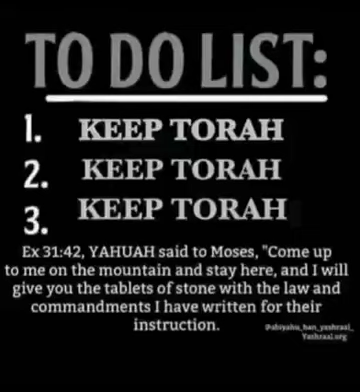 TO DO LIST:
1. KEEP TORAH
2. KEEP TORAH
3. KEEP TORAH
Ex 31:42, YAHUAH said to Moses, "Come up
to me on the mountain and stay here, and I will
give you the tablets of stone with the law and
commandments I have written for their
instruction.
Yashraal.org